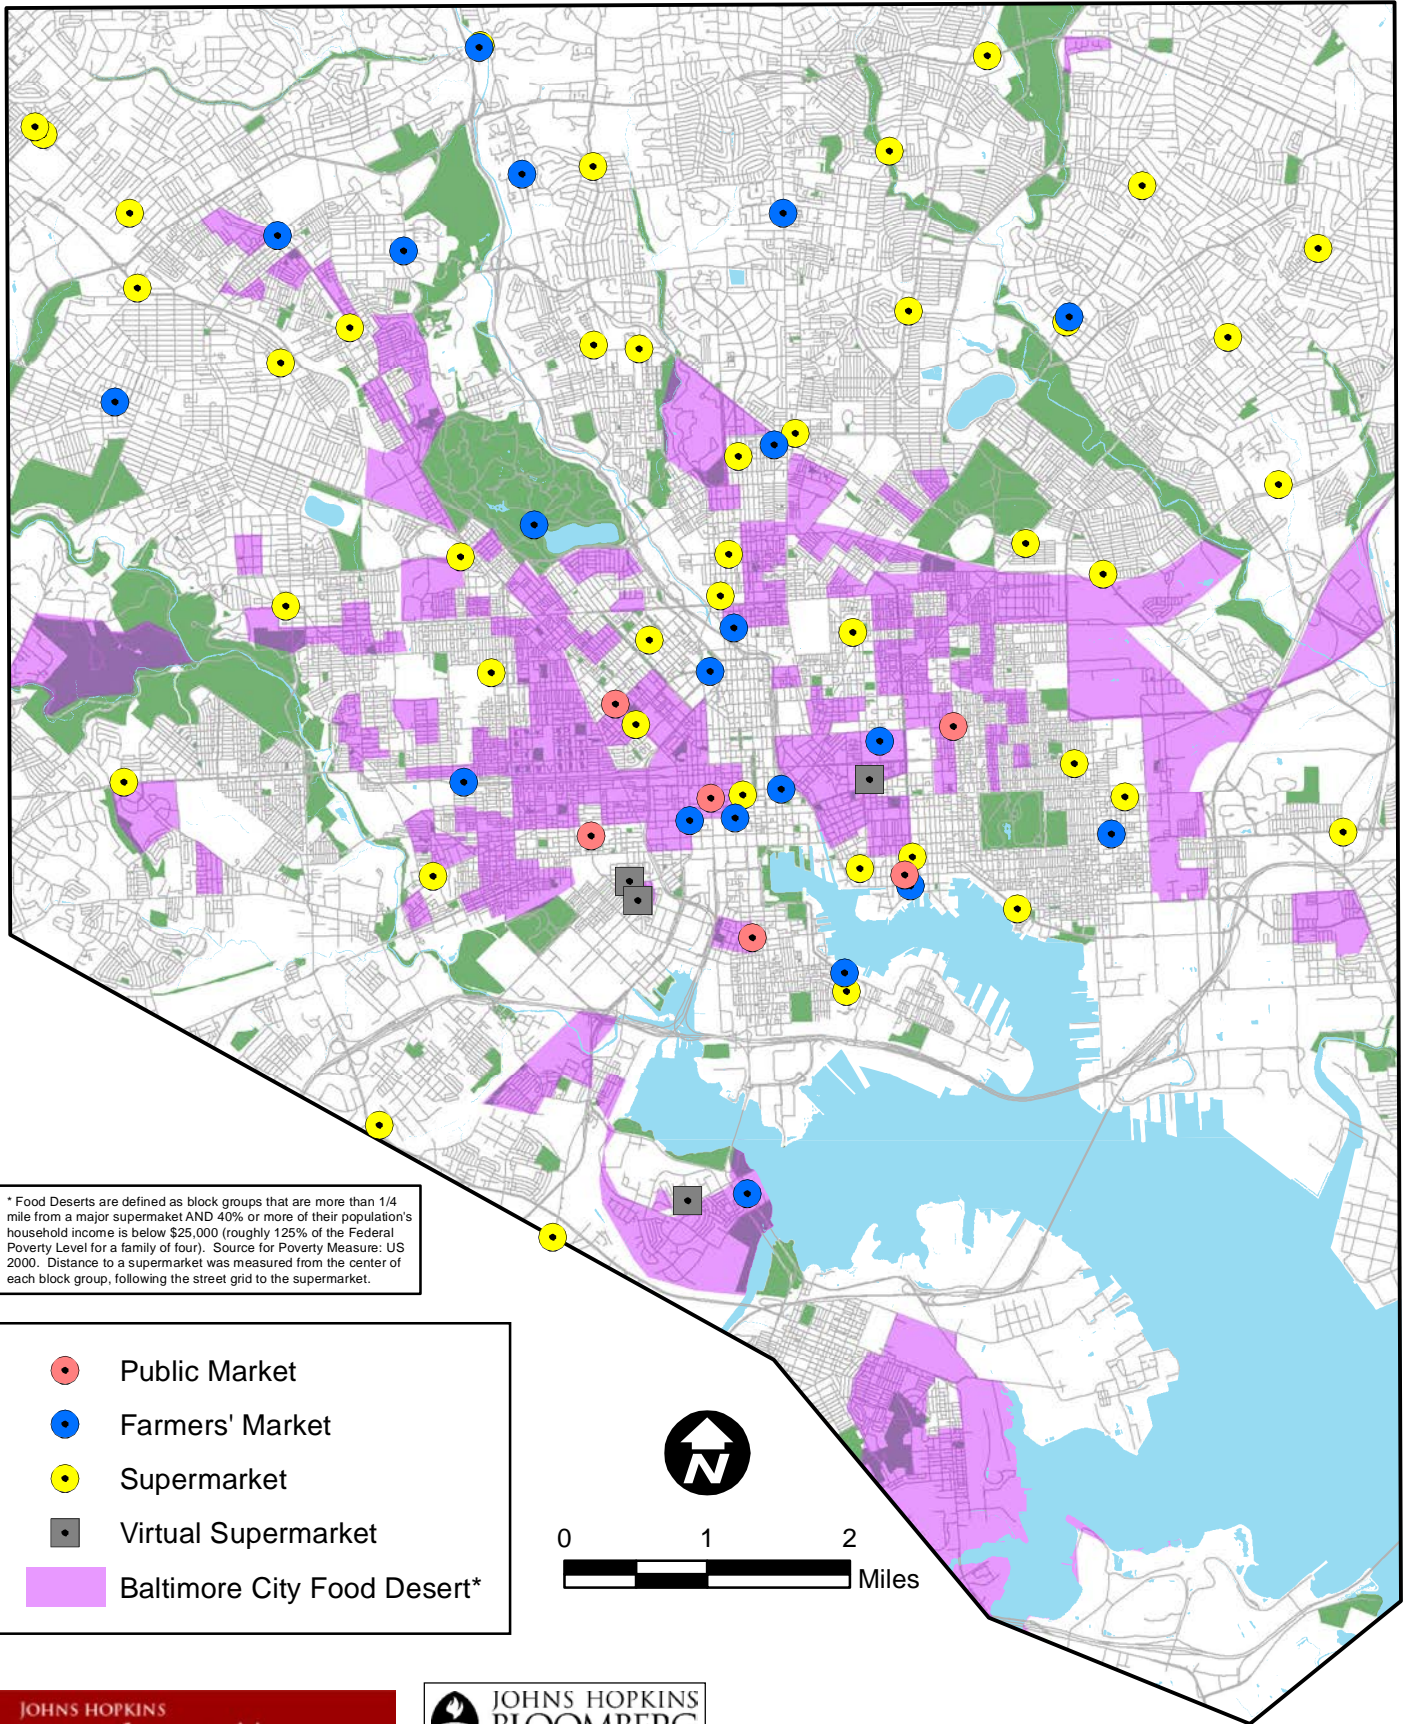 * Food Deserts are defined as block groups that are more than 1/4
mile from a major supermaket AND 40% or more of their population's
household income is below $25,000 (roughly 125% of the Federal
Poverty Level for a family of four). Source for Poverty Measure: US
2000. Distance to a supermarket was measured from the center of
each block group, following the street grid to the supermarket.
Public Market
Farmers' Market
Supermarket
Virtual Supermarket
Baltimore City Food Desert*
N
0 1 2
Miles
JOHNS HOPKINS
JOHNS HOPKINS
BLOOMBERG